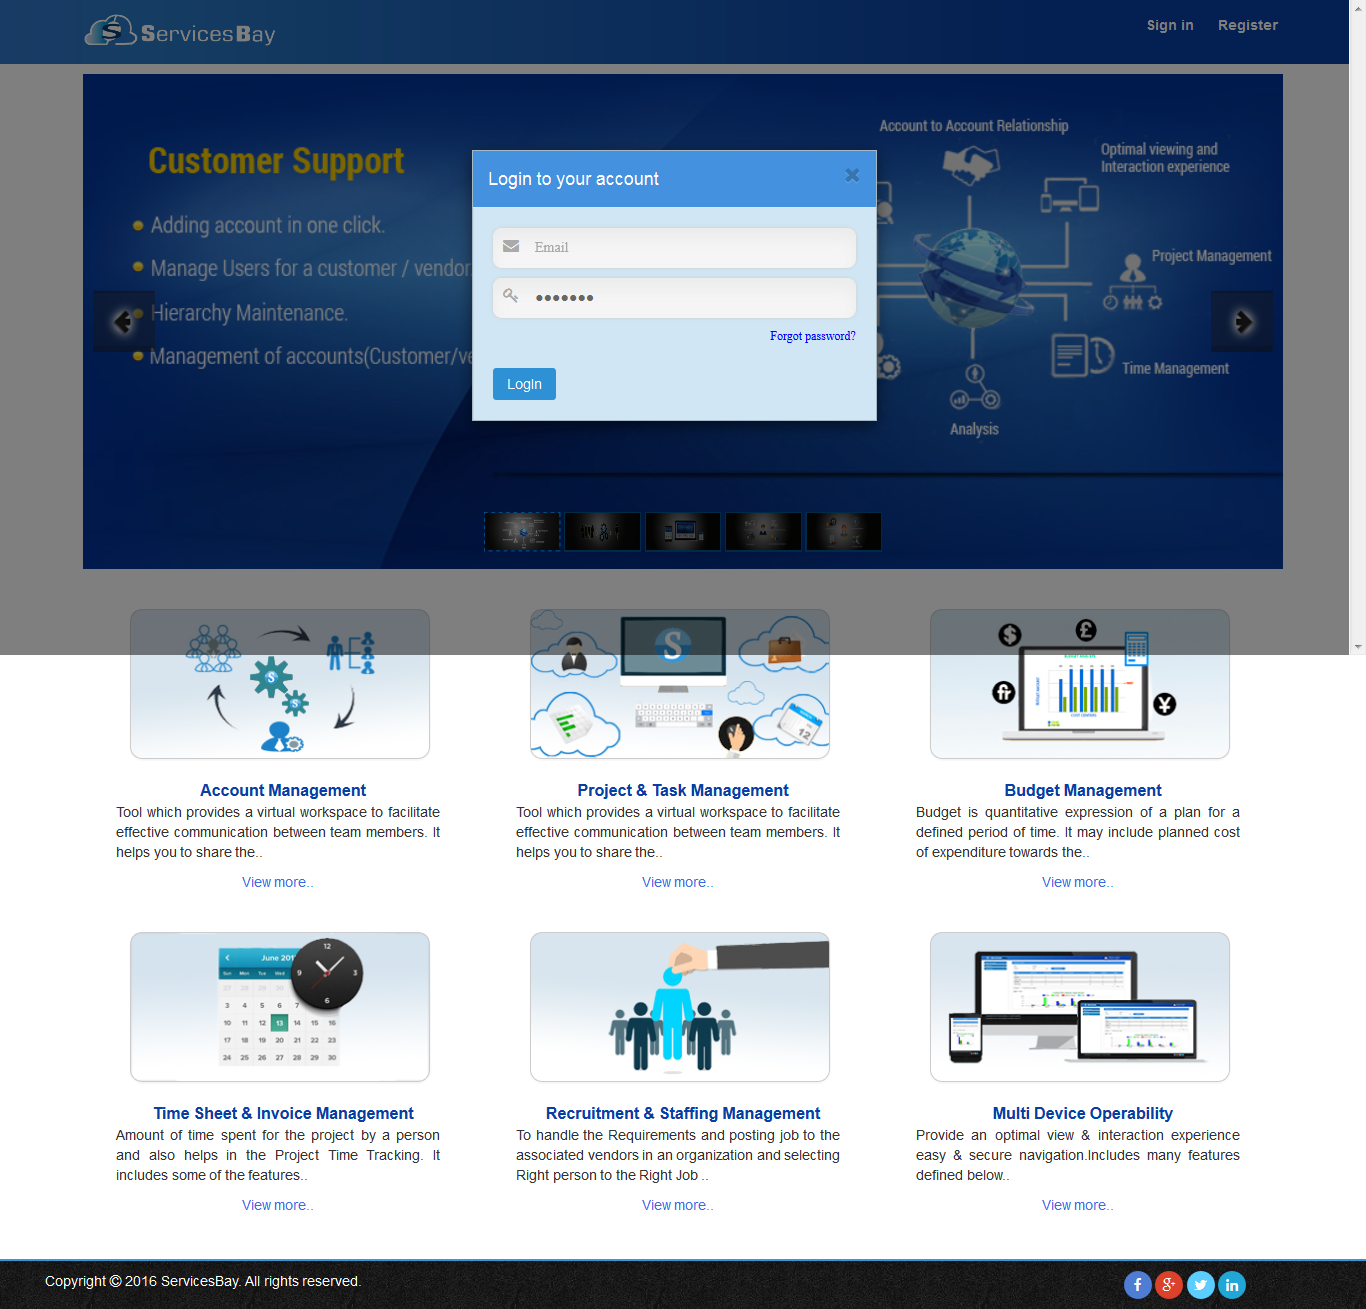 ServicesBay
Sign in Register
Customer Support
Adding account in one click.
Manage Users for a customer / vendor
Hierarchy Maintenance.
Management of accounts(Customer/ve
Account to Account Relationship
Optimal viewing and
Interaction experience
Project Management
Time Management
Analysis
Login to your account
Email
Forgot password?
Login
Account Management
Tool which provides a virtual workspace to facilitate
effective communication between team members. It
helps you to share the..
View more..
Project & Task Management
Tool which provides a virtual workspace to facilitate
effective communication between team members. It
helps you to share the..
View more..
Budget Management
Budget is quantitative expression of a plan for a
defined period of time. It may include planned cost
of expenditure towards the..
View more..
Time Sheet & Invoice Management
Amount of time spent for the project by a person
and also helps in the Project Time Tracking. It
includes some of the features..
View more..
Recruitment & Staffing Management
To handle the Requirements and posting job to the
associated vendors in an organization and selecting
Right person to the Right Job ..
View more..
Multi Device Operability
Provide an optimal view & interaction experience
easy & secure navigation.Includes many features
defined below..
View more..
Copyright © 2016 ServicesBay. All rights reserved.